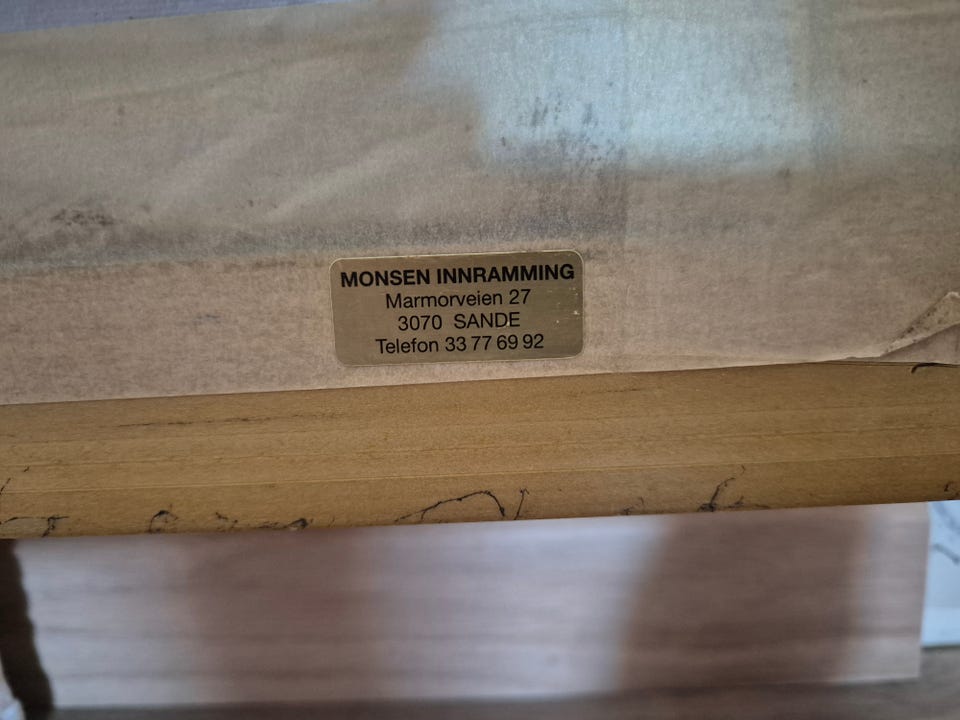 MONSEN INNRAMMING
Marmorveien 27
3070 SANDE
Telefon 33 77 69 92